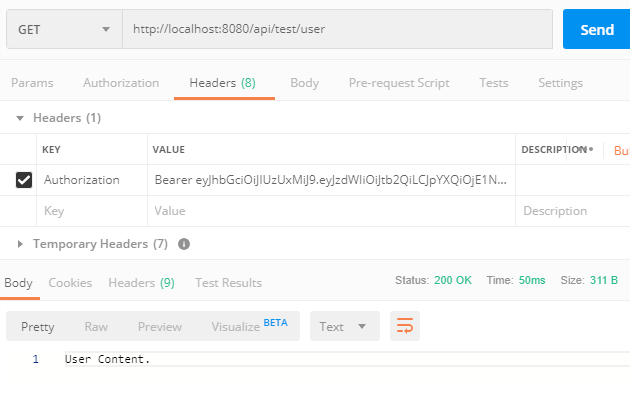 GET http://localhost:8080/api/test/user Send
Params Authorization Headers (8) Body Pre-request Script Tests Settings
Headers (1)
KEY VALUE DESCRIPTION ••• Bu
Authorization Bearer eyJhbGciOiJIUzUxMiJ9.eyJzdWIiOiJtb2QiLCJpYXQiOjE1N...
Key Value Description
Temporary Headers (7)
Body Cookies Headers (9) Test Results Status: 200 OK Time: 50ms Size: 311 B
Pretty Raw Preview Visualize BETA Text
1 User Content.